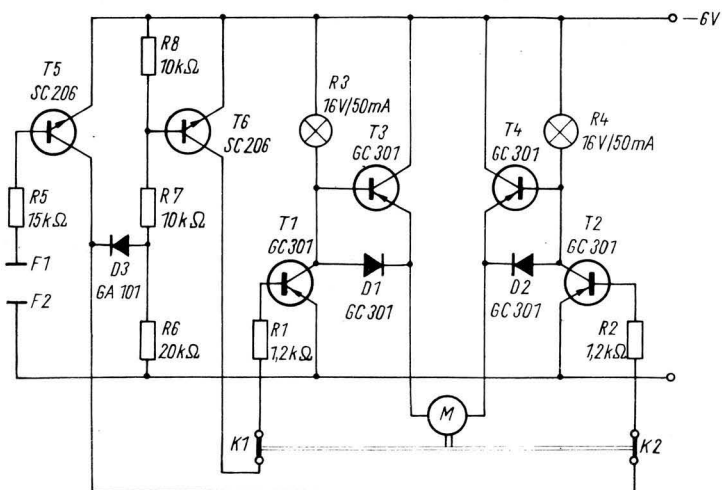 −6V
R8
10kΩ
T5
SC206
T6
SC206
R3
16V/50mA
T3
GC301
T4
GC301
R4
16V/50mA
R5
15kΩ
R7
10kΩ
F1
F2
D3
GA101
T1
GC301
D1
GC301
D2
GC301
T2
GC301
R6
20kΩ
R1
1,2kΩ
R2
1,2kΩ
M
K1
K2